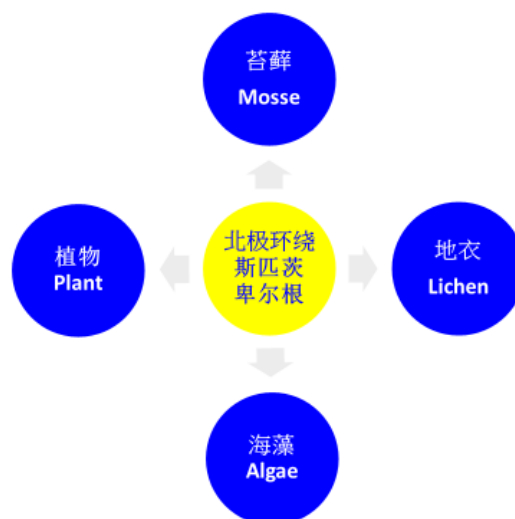 苔藓
Mosse
植物
Plant
北极环绕
斯匹茨
卑尔根
地衣
Lichen
海藻
Algae